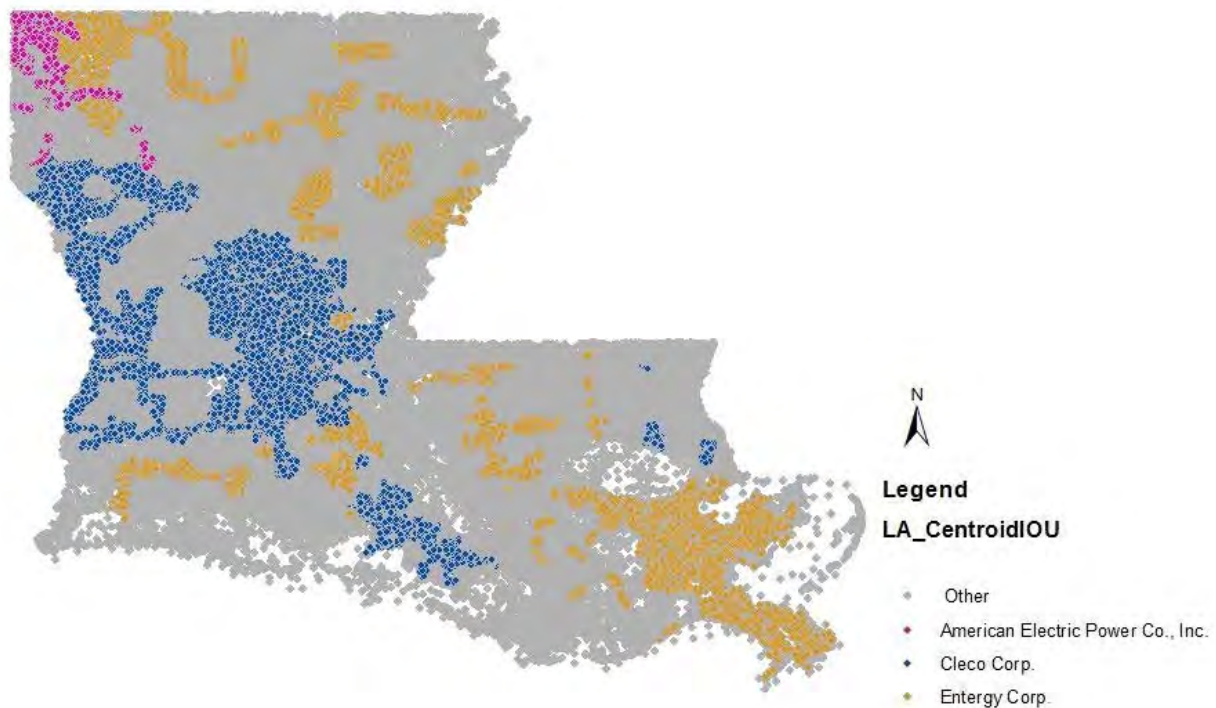 N
Legend
LA_CentroidIOU
Other
American Electric Power Co., Inc.
Cleco Corp.
Entergy Corp.